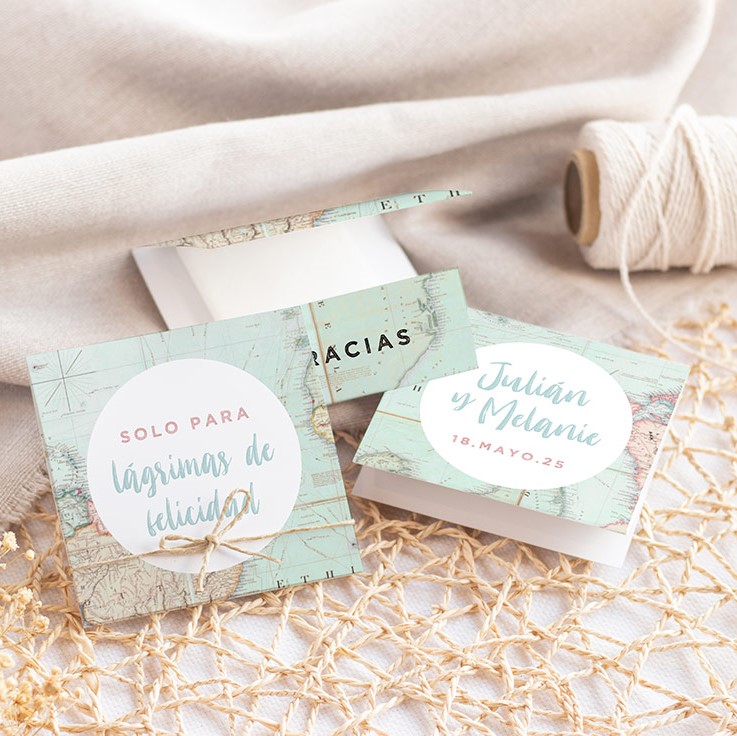 E T H
RACIAS
SOLO PARA
lágrimas de
felicidad
Julián
y Melanie
18.MAYO.25
E T H I